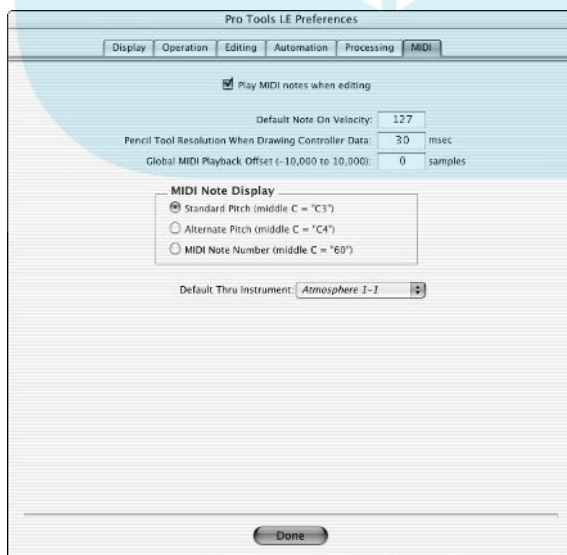 Pro Tools LE Preferences
Display Operation Editing Automation Processing MIDI
Play MIDI notes when editing
Default Note On Velocity: 127
Pencil Tool Resolution When Drawing Controller Data: 30 msec
Global MIDI Playback Offset (-10,000 to 10,000): 0 samples
MIDI Note Display
Standard Pitch (middle C = "C3")
Alternate Pitch (middle C = "C4")
MIDI Note Number (middle C = "60")
Default Thru Instrument: Atmosphere 1-1
Done